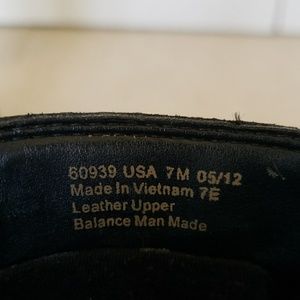 60939 USA 7M 05/12
Made In Vietnam 7E
Leather Upper
Balance Man Made